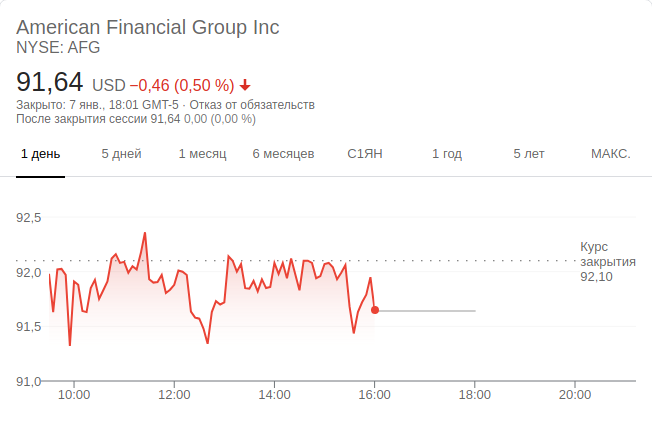 American Financial Group Inc
NYSE: AFG
91,64 USD −0,46 (0,50 %)
Закрыто: 7 янв., 18:01 GMT-5 · Отказ от обязательств
После закрытия сессии 91,64 0,00 (0,00 %)
1 день 5 дней 1 месяц 6 месяцев С1ЯН 1 год 5 лет МАКС.
92,5
Курс
закрытия
92,10
92,0
91,5
91,0
10:00 12:00 14:00 16:00 18:00 20:00